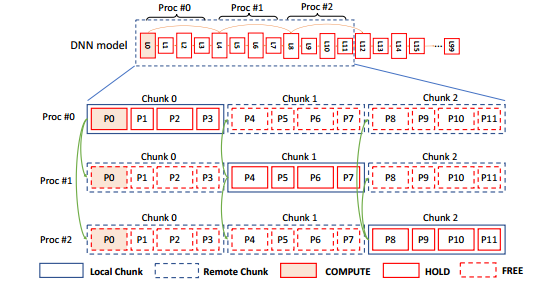 Proc #0 Proc #1 Proc #2
DNN model L0 L1 L2 L3 L4 L5 L6 L7 L8 L9 L10 L11 L12 L13 L14 L15 ... L99
Chunk 0 Chunk 1 Chunk 2
Proc #0 P0 P1 P2 P3 P4 P5 P6 P7 P8 P9 P10 P11
Chunk 0 Chunk 1 Chunk 2
Proc #1 P0 P1 P2 P3 P4 P5 P6 P7 P8 P9 P10 P11
Chunk 0 Chunk 1 Chunk 2
Proc #2 P0 P1 P2 P3 P4 P5 P6 P7 P8 P9 P10 P11
Local Chunk Remote Chunk COMPUTE HOLD FREE